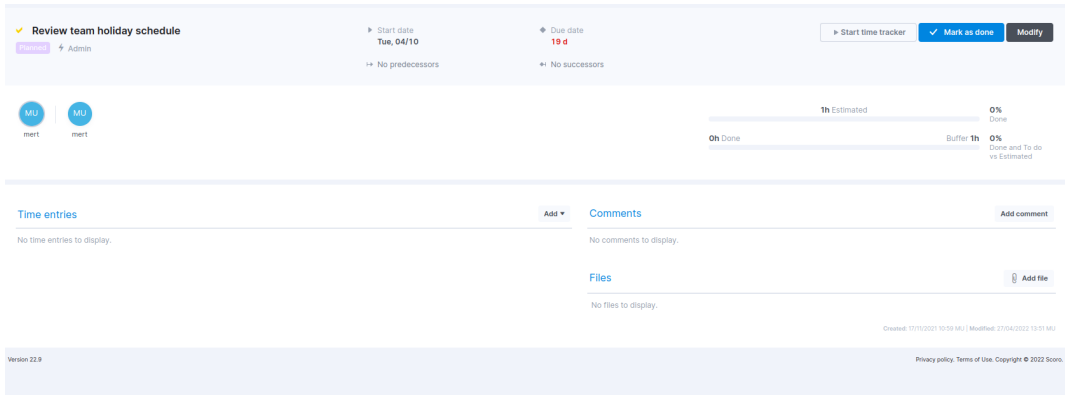 Review team holiday schedule
Planned Admin
Start date
Tue, 04/10
No predecessors
Due date
19 d
No successors
Start time tracker
Mark as done
Modify
MU
mert
MU
mert
1h Estimated
0%
Done
0h Done
Buffer 1h
0%
Done and To do
vs Estimated
Time entries
Add
No time entries to display.
Comments
Add comment
No comments to display.
Files
Add file
No files to display.
Created: 17/11/2021 10:59 MU | Modified: 27/04/2022 13:51 MU
Version 22.9
Privacy policy. Terms of Use. Copyright © 2022 Scoro.